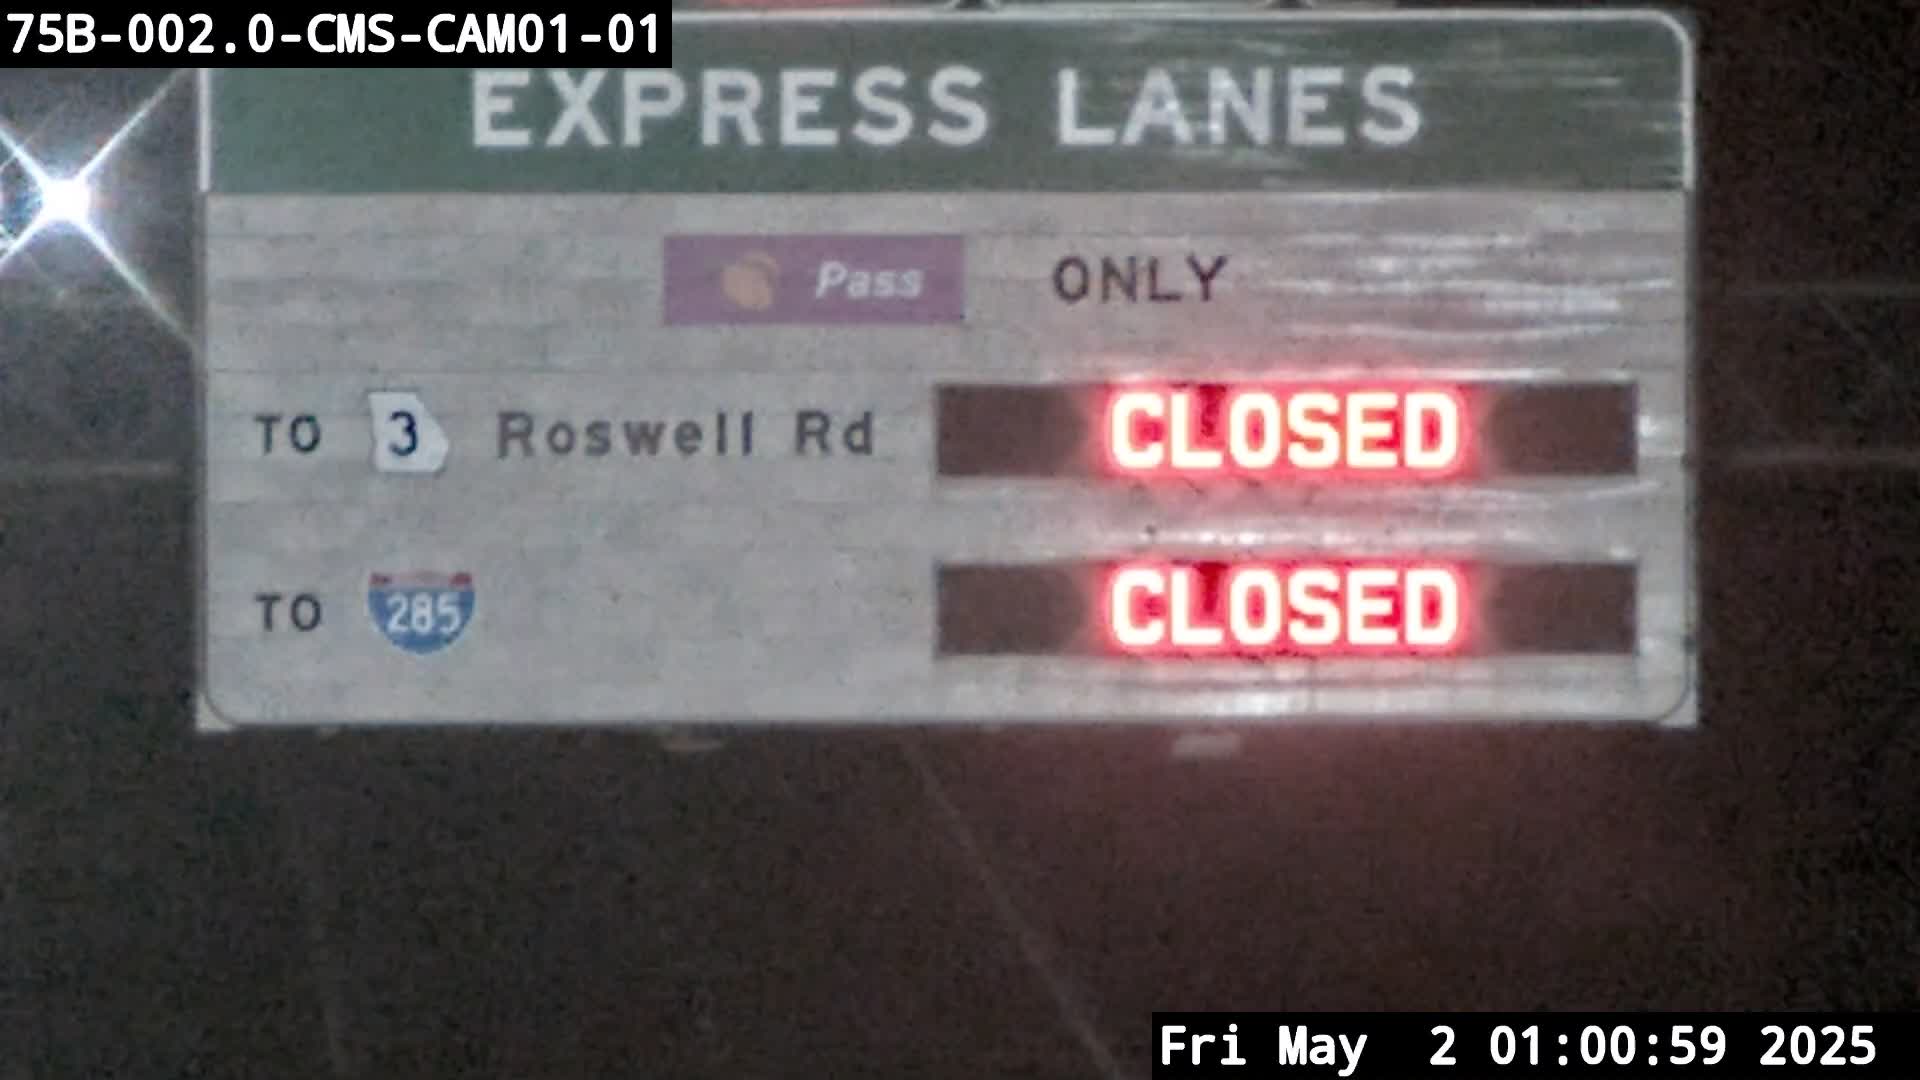 75B-002.0-CMS-CAM01-01
EXPRESS LANES
Pass ONLY
TO 3 Roswell Rd CLOSED
TO 285 CLOSED
Fri May 2 01:00:59 2025